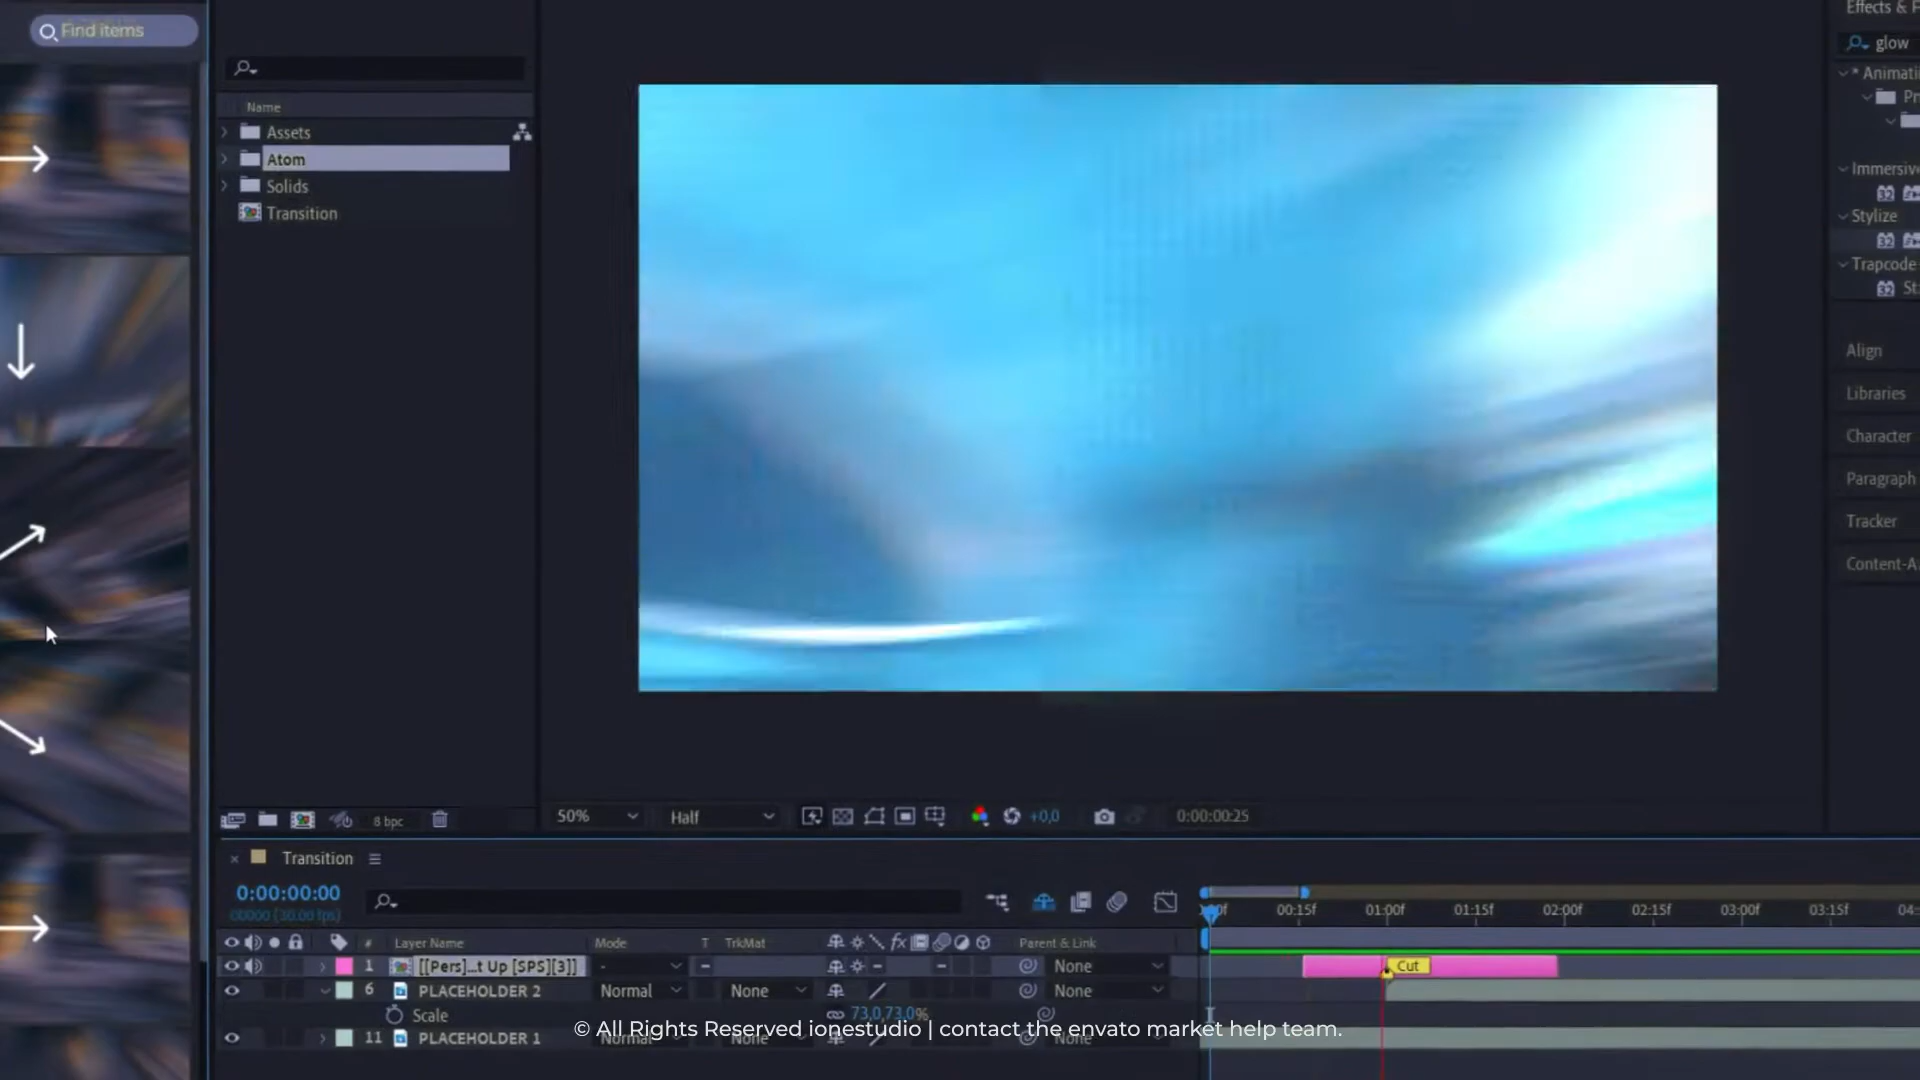 Find items
Name
Assets
Atom
Solids
Transition
8 bpc
50%
Half
+0,0
0:00:00:25
Effects & P
glow
* Animati
Pr
Immersiv
Stylize
Trapcode
St
Align
Libraries
Character
Paragraph
Tracker
Content-A
Transition
0:00:00:00
00000 (30.00 fps)
00:15f
01:00f
01:15f
02:00f
02:15f
03:00f
03:15f
04:
# Layer Name Mode T TrkMat fx Parent & Link
1 [[Pers]...t Up [SPS][3]] - None
Cut
6 PLACEHOLDER 2 Normal None None
Scale 73,0,73,0%
© All Rights Reserved ionestudio | contact the envato market help team.
11 PLACEHOLDER 1 Normal None None